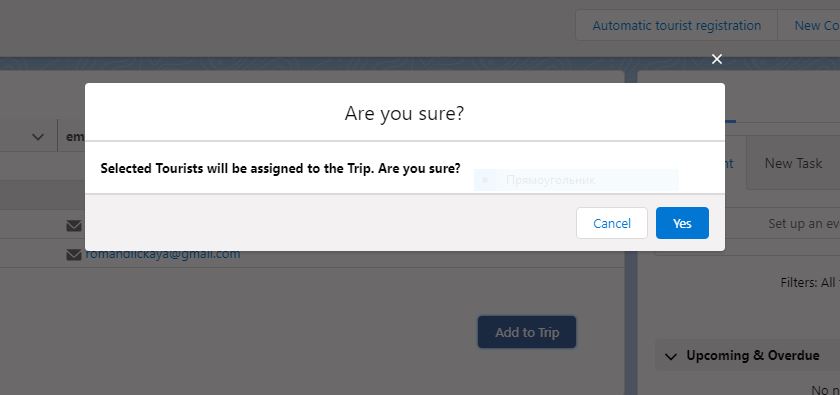 Automatic tourist registration
New Co
Are you sure?
em
Selected Tourists will be assigned to the Trip. Are you sure?
Прямоугольник
nt
New Task
Cancel
Yes
Set up an ev
romandlickaya@gmail.com
Filters: All
Add to Trip
Upcoming & Overdue
No n